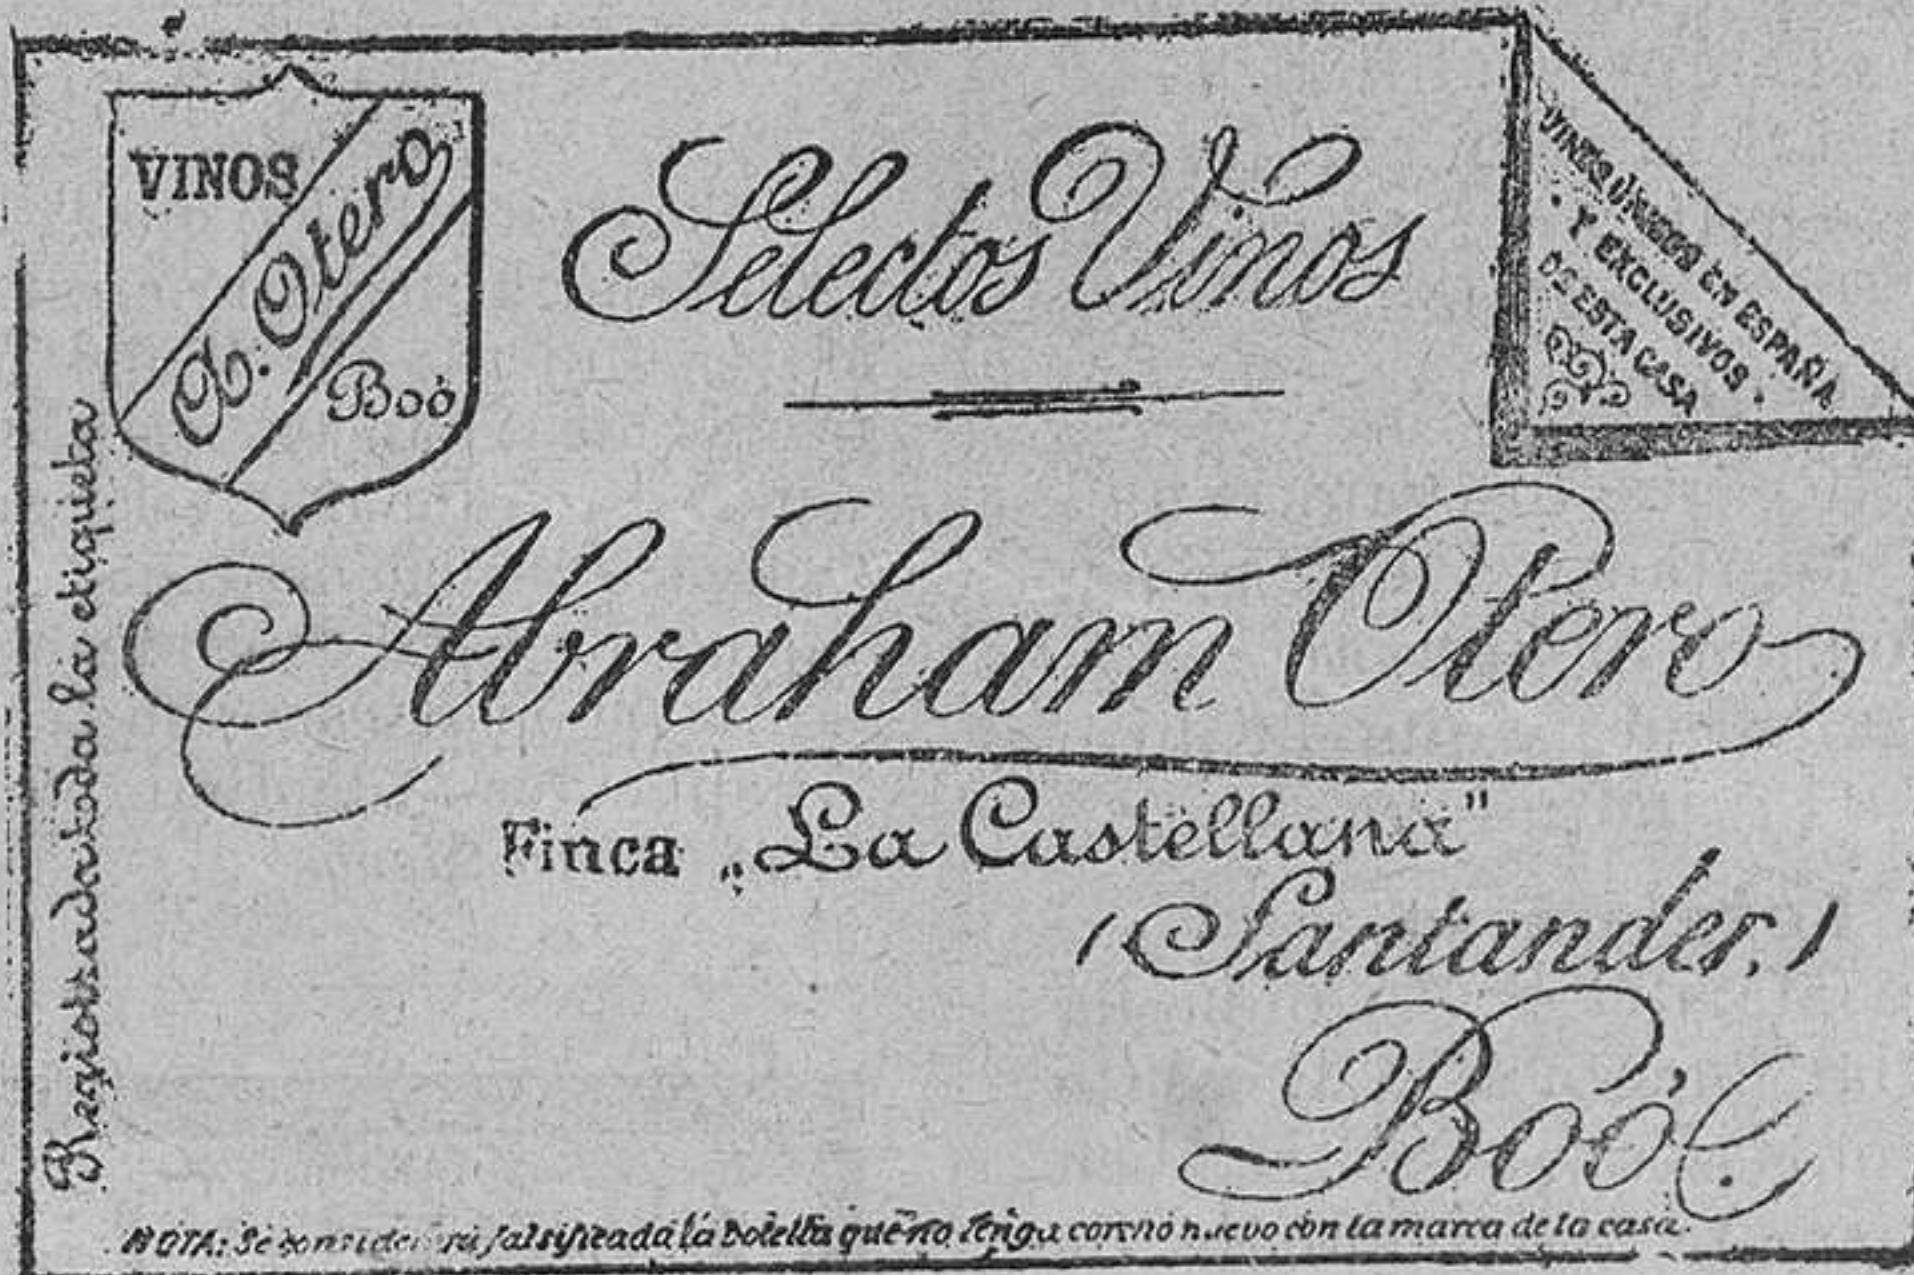 VINOS
A. Otero
Boó
Selectos Vinos
VINOS ÚNICOS EN ESPAÑA
Y EXCLUSIVOS
DE ESTA CASA
Abraham Otero
Finca „La Castellana"
(Santander.)
Boó
Registrada toda la etiqueta
NOTA: Se considerará falsificada la botella que no tenga corcho nuevo con la marca de la casa.